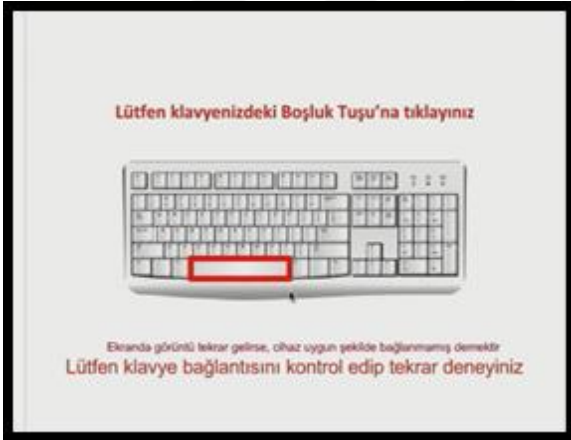 Lütfen klavyenizdeki Boşluk Tuşu'na tıklayınız
Ekranda görüntü tekrar gelirse, cihaz uygun şekilde bağlanmamış demektir
Lütfen klavye bağlantısını kontrol edip tekrar deneyiniz